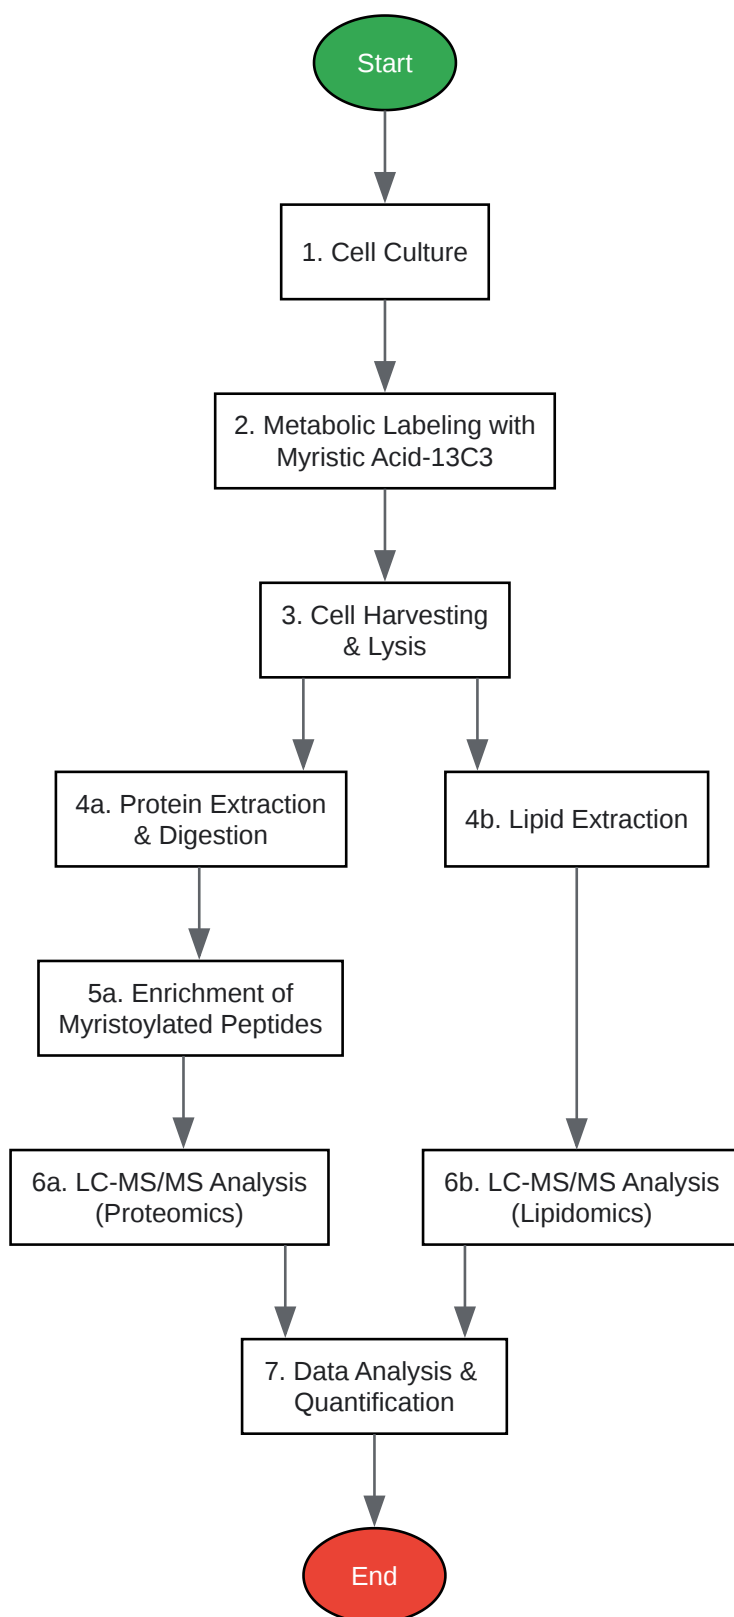 Start
1. Cell Culture
2. Metabolic Labeling with
Myristic Acid-13C3
3. Cell Harvesting
& Lysis
4a. Protein Extraction
& Digestion
4b. Lipid Extraction
5a. Enrichment of
Myristoylated Peptides
6a. LC-MS/MS Analysis
(Proteomics)
6b. LC-MS/MS Analysis
(Lipidomics)
7. Data Analysis &
Quantification
End